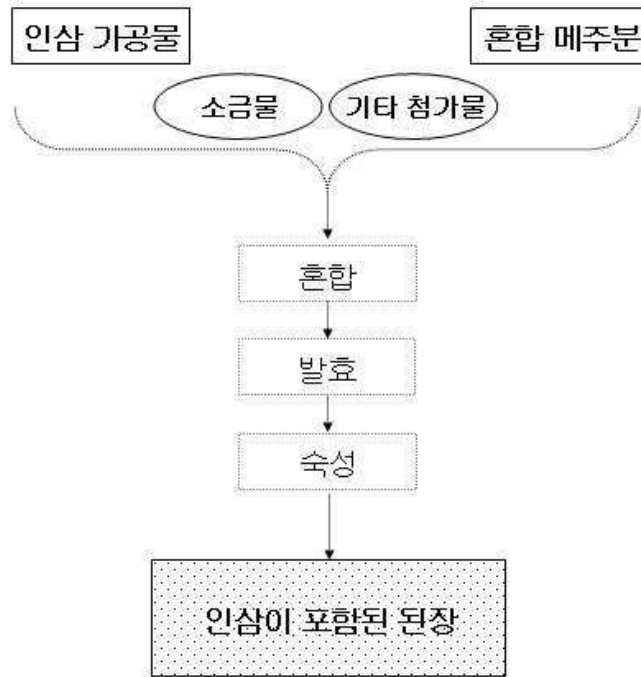 인삼 가공물
혼합 메주분
소금물
기타 첨가물
혼합
발효
숙성
인삼이 포함된 된장